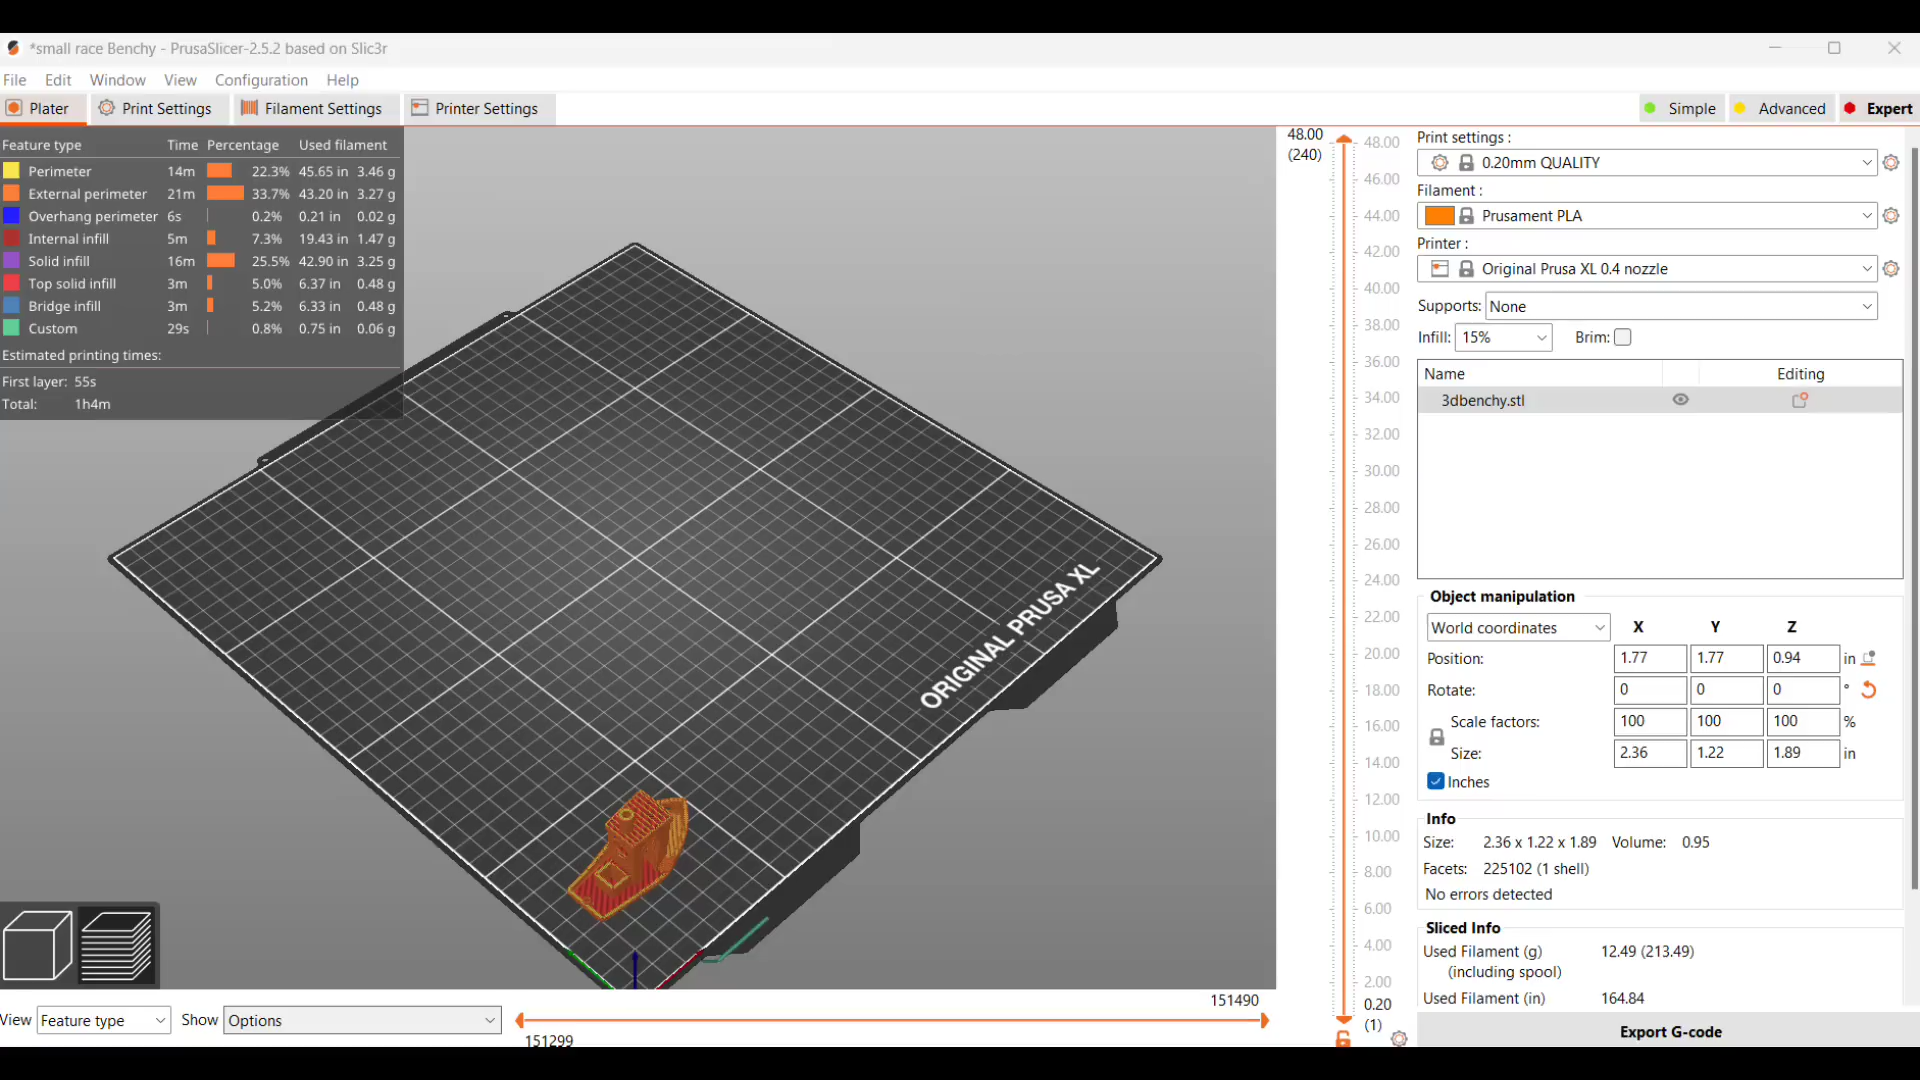 *small race Benchy - PrusaSlicer-2.5.2 based on Slic3r
File Edit Window View Configuration Help
Plater Print Settings Filament Settings Printer Settings Simple Advanced Expert
Feature type Time Percentage Used filament
Perimeter 14m 22.3% 45.65 in 3.46 g
External perimeter 21m 33.7% 43.20 in 3.27 g
Overhang perimeter 6s 0.2% 0.21 in 0.02 g
Internal infill 5m 7.3% 19.43 in 1.47 g
Solid infill 16m 25.5% 42.90 in 3.25 g
Top solid infill 3m 5.0% 6.37 in 0.48 g
Bridge infill 3m 5.2% 6.33 in 0.48 g
Custom 29s 0.8% 0.75 in 0.06 g
Estimated printing times:
First layer: 55s
Total: 1h4m
ORIGINAL PRUSA XL
View Feature type Show Options
151490
151299
48.00
(240)
48.00
46.00
44.00
42.00
40.00
38.00
36.00
34.00
32.00
30.00
28.00
26.00
24.00
22.00
20.00
18.00
16.00
14.00
12.00
10.00
8.00
6.00
4.00
2.00
0.20
(1)
Print settings :
0.20mm QUALITY
Filament :
Prusament PLA
Printer :
Original Prusa XL 0.4 nozzle
Supports: None
Infill: 15% Brim:
Name Editing
3dbenchy.stl
Object manipulation
World coordinates X Y Z
Position: 1.77 1.77 0.94 in
Rotate: 0 0 0 °
Scale factors: 100 100 100 %
Size: 2.36 1.22 1.89 in
Inches
Info
Size: 2.36 x 1.22 x 1.89 Volume: 0.95
Facets: 225102 (1 shell)
No errors detected
Sliced Info
Used Filament (g) 12.49 (213.49)
(including spool)
Used Filament (in) 164.84
Export G-code